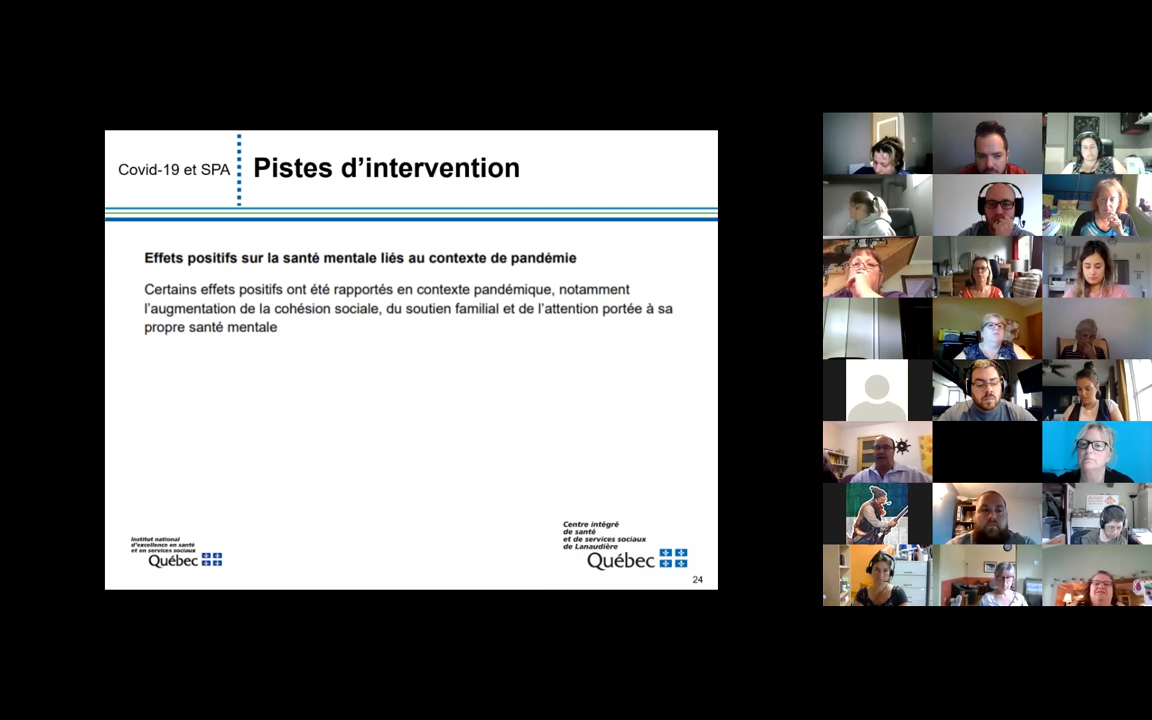 Covid-19 et SPA
Pistes d’intervention
Effets positifs sur la santé mentale liés au contexte de pandémie
Certains effets positifs ont été rapportés en contexte pandémique, notamment
l’augmentation de la cohésion sociale, du soutien familial et de l’attention portée à sa
propre santé mentale
Institut national
d’excellence en santé
et en services sociaux
Québec
Centre intégré
de santé
et de services sociaux
de Lanaudière
Québec
24